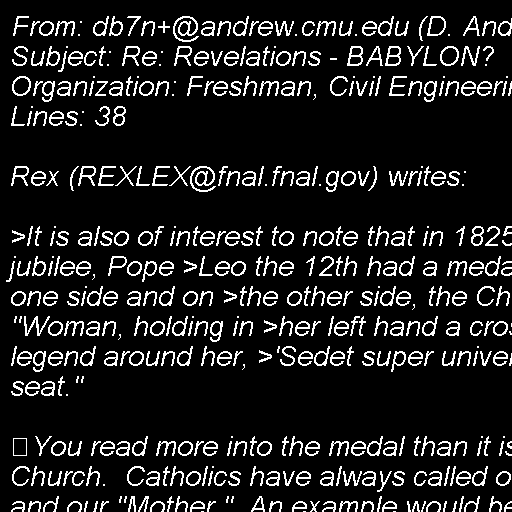 From: db7n+@andrew.cmu.edu (D. And
Subject: Re: Revelations - BABYLON?
Organization: Freshman, Civil Engineerin
Lines: 38

Rex (REXLEX@fnal.fnal.gov) writes:

>It is also of interest to note that in 1825
jubilee, Pope >Leo the 12th had a meda
one side and on >the other side, the Ch
"Woman, holding in >her left hand a cros
legend around her, >'Sedet super univer
seat."

You read more into the medal than it is
Church.  Catholics have always called o
and our "Mother."  An example would be